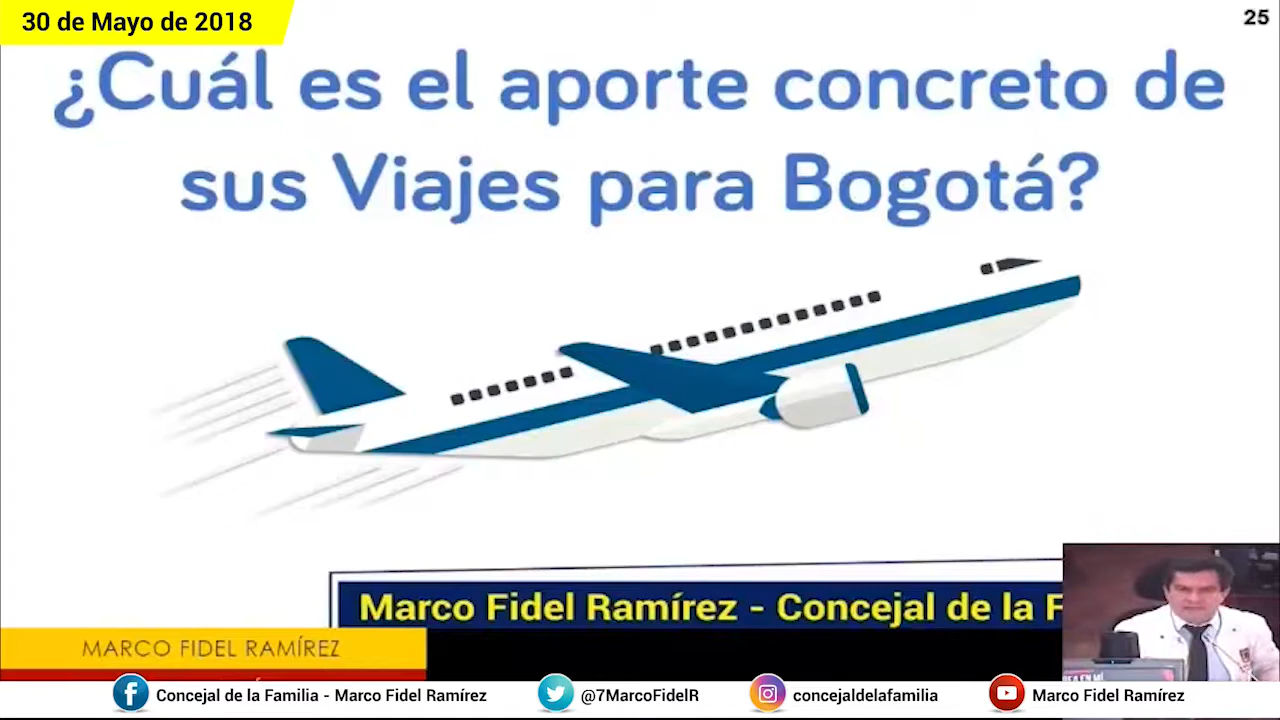 30 de Mayo de 2018
25
¿Cuál es el aporte concreto de
sus Viajes para Bogotá?
Marco Fidel Ramírez - Concejal de la F
MARCO FIDEL RAMÍREZ
Concejal de la Familia - Marco Fidel Ramírez
@7MarcoFidelR
concejaldelafamilia
Marco Fidel Ramírez